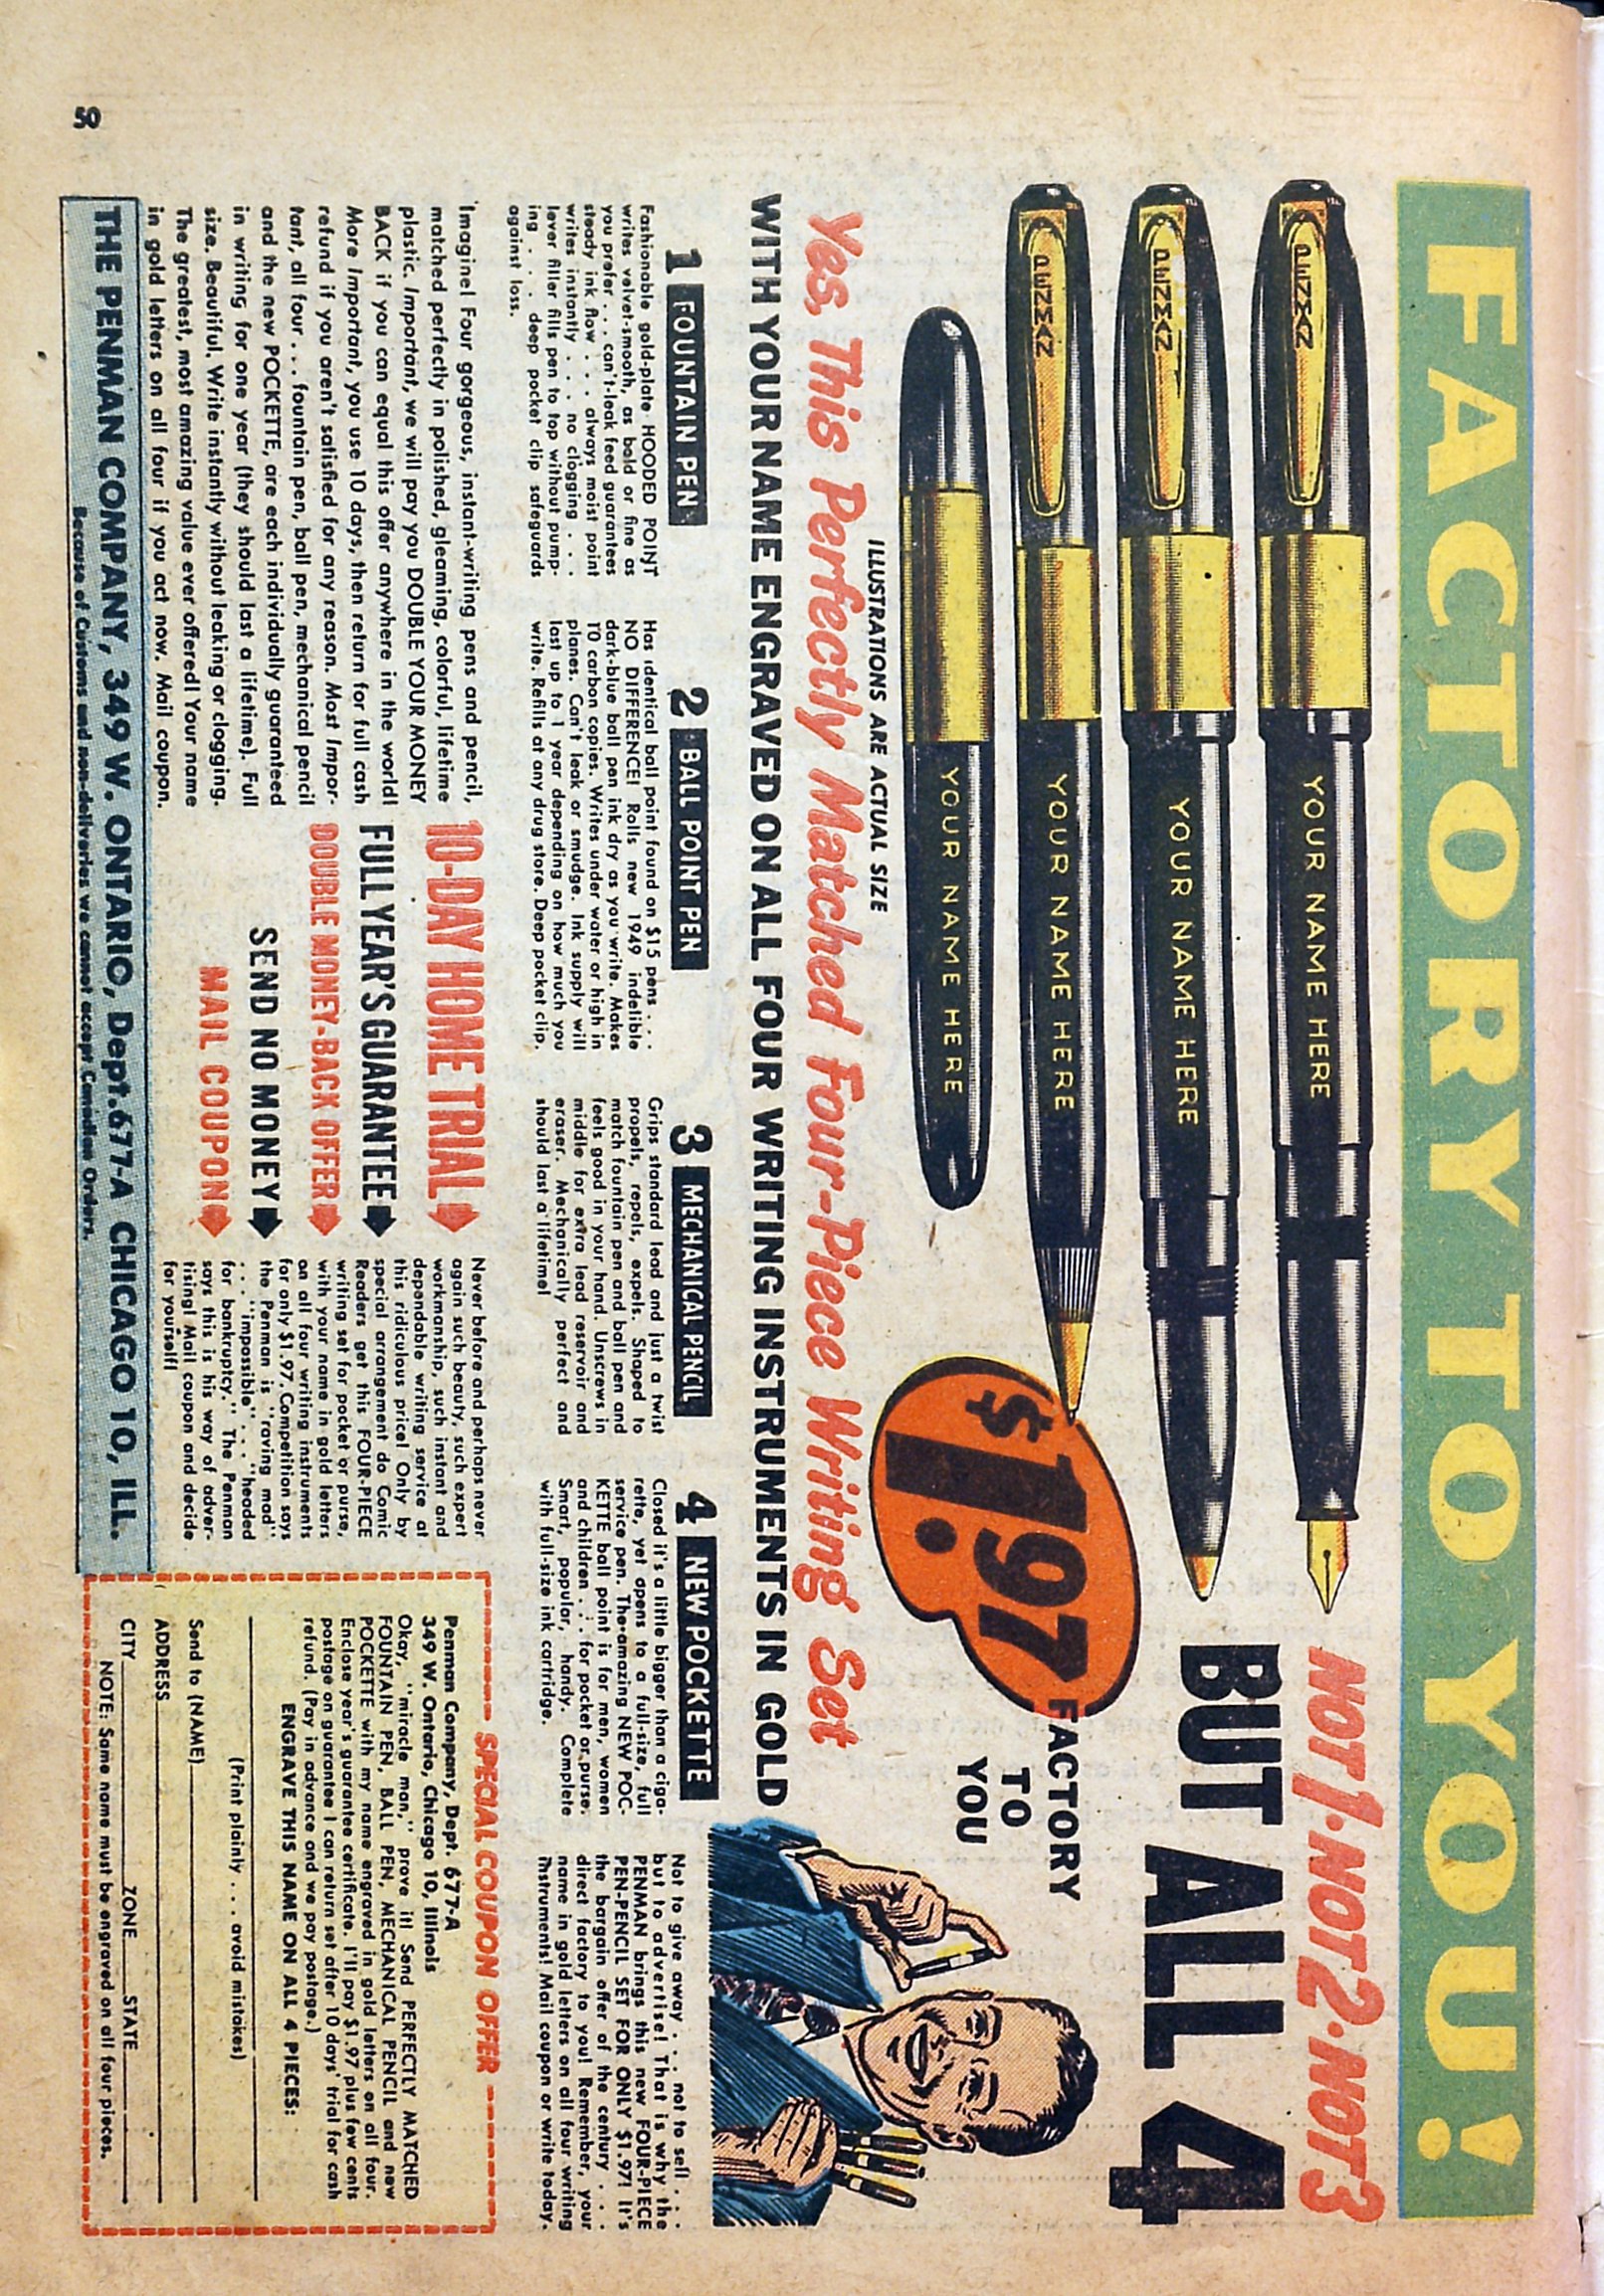 FACTORY TO YOU!
NOT 1·NOT 2·NOT 3
BUT ALL 4
PENMAN
YOUR NAME HERE
PENMAN
YOUR NAME HERE
PENMAN
YOUR NAME HERE
YOUR NAME HERE
$1.97
FACTORY
TO
YOU
ILLUSTRATIONS ARE ACTUAL SIZE
Yes, This Perfectly Matched Four-Piece Writing Set
WITH YOUR NAME ENGRAVED ON ALL FOUR WRITING INSTRUMENTS IN GOLD
1 FOUNTAIN PEN
Fashionable gold-plate HOODED POINT
writes velvet-smooth, as bold or fine as
you prefer . . . can't-leak feed guarantees
steady ink flow . . . always moist point
writes instantly . . . no clogging . . .
lever filler fills pen to top without pump-
ing . . . deep pocket clip safeguards
against loss.
2 BALL POINT PEN
Has identical ball point found on $15 pens . . .
NO DIFFERENCE! Rolls new 1949 indelible
dark-blue ball pen ink dry as you write. Makes
10 carbon copies. Writes under water or high in
planes. Can't leak or smudge. Ink supply will
last up to 1 year depending on how much you
write. Refills at any drug store. Deep pocket clip.
3 MECHANICAL PENCIL
Grips standard lead and just a twist
propels, repels, expels. Shaped to
match fountain pen and ball pen and
feels good in your hand. Unscrews in
middle for extra lead reservoir and
eraser. Mechanically perfect and
should last a lifetime!
4 NEW POCKETTE
Closed it's a little bigger than a ciga-
rette, yet opens to a full-size, full
service pen. The amazing NEW POC-
KETTE ball point is for men, women
and children . . . for pocket or purse.
Smart, popular, handy. Complete
with full-size ink cartridge.
Not to give away . . . not to sell . . .
but to advertise! That is why the
PENMAN brings this new FOUR-PIECE
PEN-PENCIL SET FOR ONLY $1.97! It's
the bargain offer of the century . . .
direct factory to you! Remember, your
name in gold letters on all four writing
instruments! Mail coupon or write today.
Imagine! Four gorgeous, instant-writing pens and pencil,
matched perfectly in polished, gleaming, colorful, lifetime
plastic. Important, we will pay you DOUBLE YOUR MONEY
BACK if you can equal this offer anywhere in the world!
More Important, you use 10 days, then return for full cash
refund if you aren't satisfied for any reason. Most Impor-
tant, all four . . . fountain pen, ball pen, mechanical pencil
and the new POCKETTE, are each individually guaranteed
in writing for one year (they should last a lifetime). Full
size. Beautiful. Write instantly without leaking or clogging.
The greatest, most amazing value ever offered! Your name
in gold letters on all four if you act now. Mail coupon.
10-DAY HOME TRIAL
FULL YEAR'S GUARANTEE
DOUBLE MONEY-BACK OFFER
SEND NO MONEY
MAIL COUPON
Never before and perhaps never
again such beauty, such expert
workmanship, such instant and
dependable writing service at
this ridiculous price! Only by
special arrangement do Comic
Readers get this FOUR-PIECE
writing set for pocket or purse,
with your name in gold letters
on all four writing instruments
for only $1.97. Competition says
the Penman is "raving mad"
. . . "impossible" . . . "headed
for bankruptcy." The Penman
says this is his way of adver-
tising! Mail coupon and decide
for yourself!
THE PENMAN COMPANY, 349 W. ONTARIO, Dept.677-A CHICAGO 10, ILL.
Because of Customs and non-deliveries we cannot accept Canadian Orders.
SPECIAL COUPON OFFER
Penman Company, Dept. 677-A
349 W. Ontario, Chicago 10, Illinois
Okay, "miracle man," prove it! Send PERFECTLY MATCHED
FOUNTAIN PEN, BALL PEN, MECHANICAL PENCIL and new
POCKETTE with my name engraved in gold letters on all four.
Enclose year's guarantee certificate. I'll pay $1.97 plus few cents
postage on guarantee I can return set after 10 days' trial for cash
refund. (Pay in advance and we pay postage.)
ENGRAVE THIS NAME ON ALL 4 PIECES:
(Print plainly . . . avoid mistakes)
Send to (NAME)
ADDRESS
CITY ZONE STATE
NOTE: Same name must be engraved on all four pieces.
50